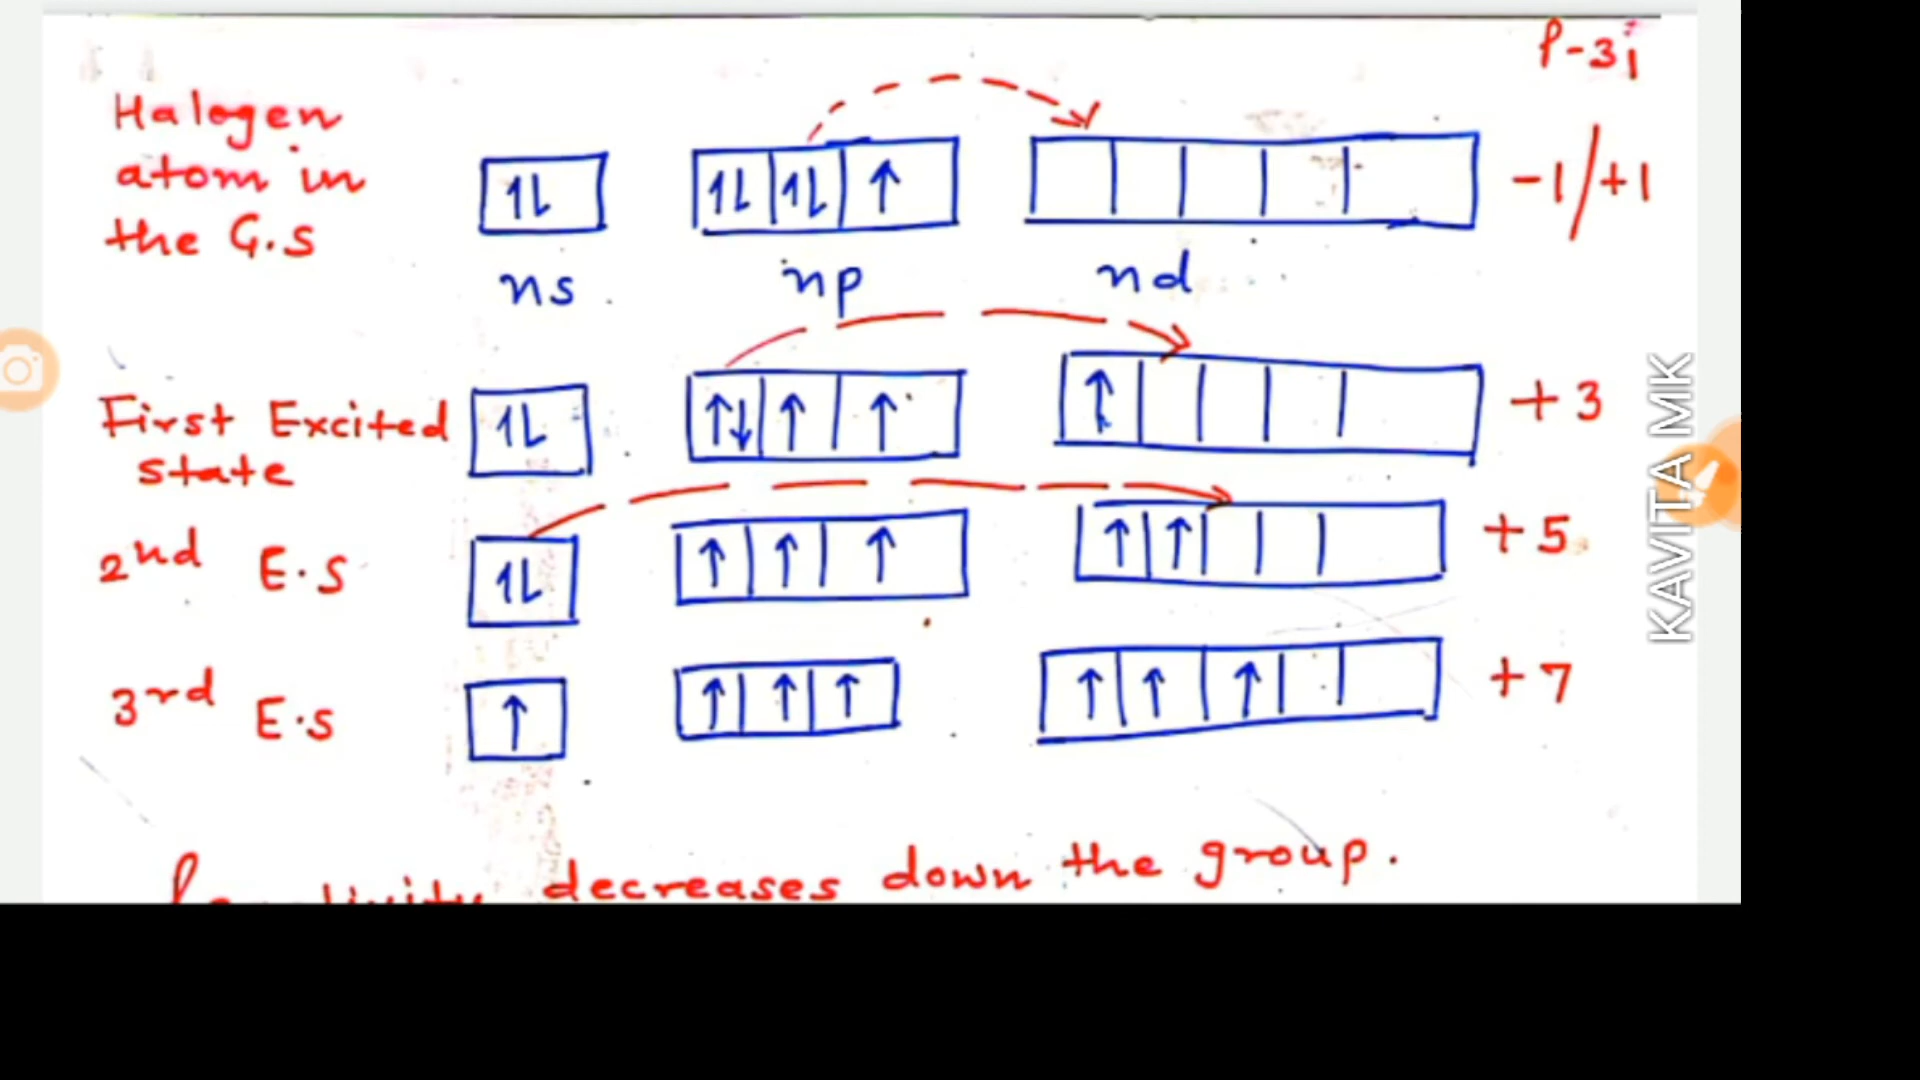 P-3i
Halogen
atom in
the G.s
-1/+1
ns
np
nd
First Excited
state
+3
2nd E.S
+5
3rd E.S
+7
decreases down the group.
KAVITA MK